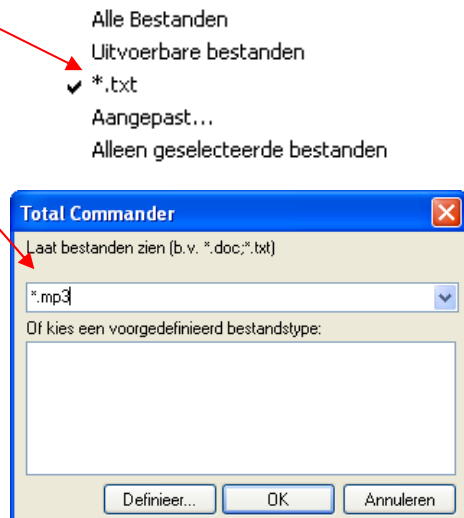 Alle Bestanden
Uitvoerbare bestanden
*.txt
Aangepast...
Alleen geselecteerde bestanden
Total Commander
Laat bestanden zien (b.v. *.doc;*.txt)
*.mp3
Of kies een voorgedefinieerd bestandstype:
Definieer... OK Annuleren